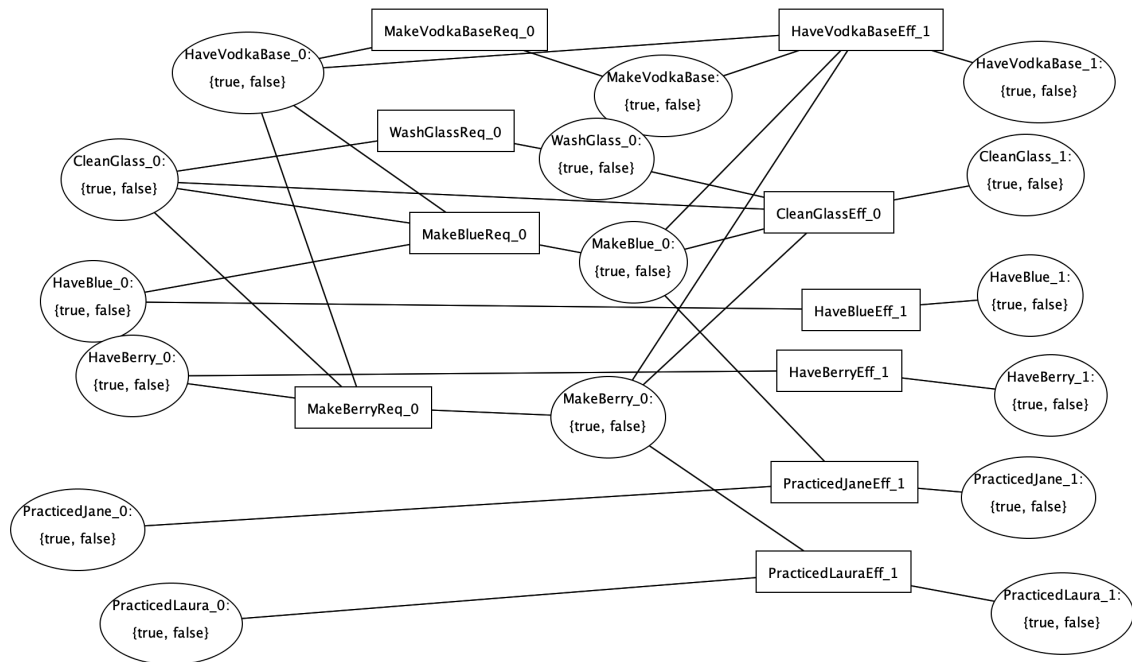 MakeVodkaBaseReq_0
HaveVodkaBaseEff_1
HaveVodkaBase_0:
{true, false}
MakeVodkaBase:
{true, false}
HaveVodkaBase_1:
{true, false}
WashGlassReq_0
WashGlass_0:
{true, false}
CleanGlass_0:
{true, false}
CleanGlass_1:
{true, false}
CleanGlassEff_0
MakeBlueReq_0
MakeBlue_0:
{true, false}
HaveBlue_0:
{true, false}
HaveBlue_1:
{true, false}
HaveBlueEff_1
HaveBerry_0:
{true, false}
HaveBerryEff_1
HaveBerry_1:
{true, false}
MakeBerryReq_0
MakeBerry_0:
{true, false}
PracticedJaneEff_1
PracticedJane_1:
{true, false}
PracticedJane_0:
{true, false}
PracticedLauraEff_1
PracticedLaura_0:
{true, false}
PracticedLaura_1:
{true, false}